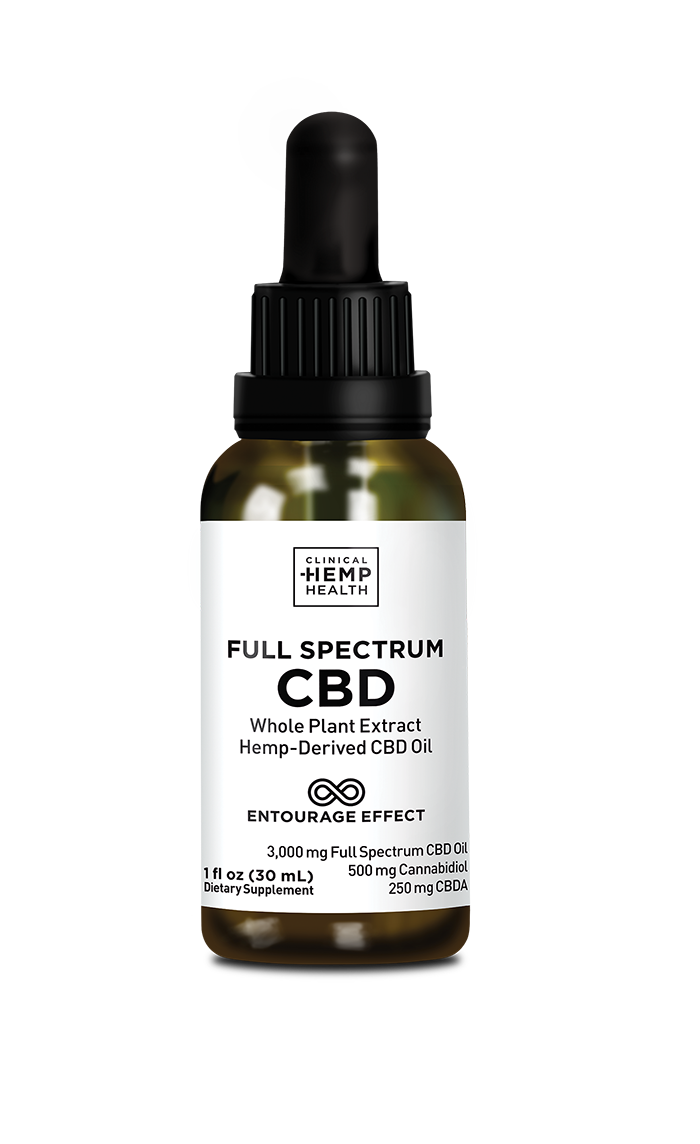 CLINICAL
HEMP
HEALTH
FULL SPECTRUM
CBD
Whole Plant Extract
Hemp-Derived CBD Oil
ENTOURAGE EFFECT
3,000 mg Full Spectrum CBD Oil
500 mg Cannabidiol
250 mg CBDA
1 fl oz (30 mL)
Dietary Supplement